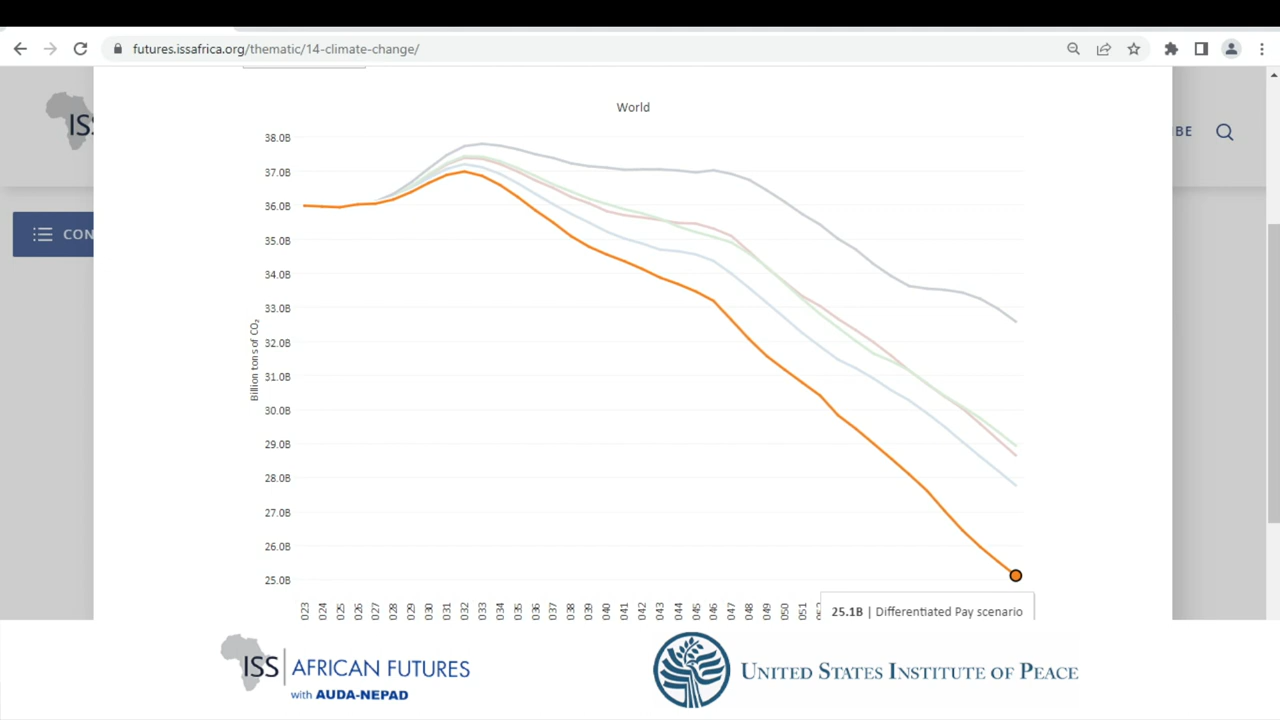 futures.issafrica.org/thematic/14-climate-change/
ISS
BE
CON
World
38.0B
37.0B
36.0B
35.0B
34.0B
33.0B
32.0B
31.0B
30.0B
29.0B
28.0B
27.0B
26.0B
25.0B
Billion tons of CO₂
023 024 025 026 027 028 029 030 031 032 033 034 035 036 037 038 039 040 041 042 043 044 045 046 047 048 049 050 051
25.1B | Differentiated Pay scenario
ISS AFRICAN FUTURES
with AUDA-NEPAD
UNITED STATES INSTITUTE OF PEACE